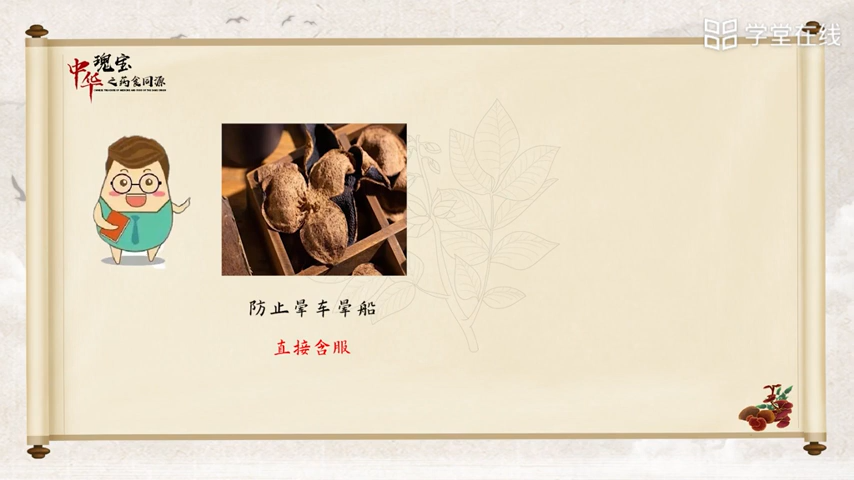 学堂在线
中华瑰宝
之药食同源
防止晕车晕船
直接含服